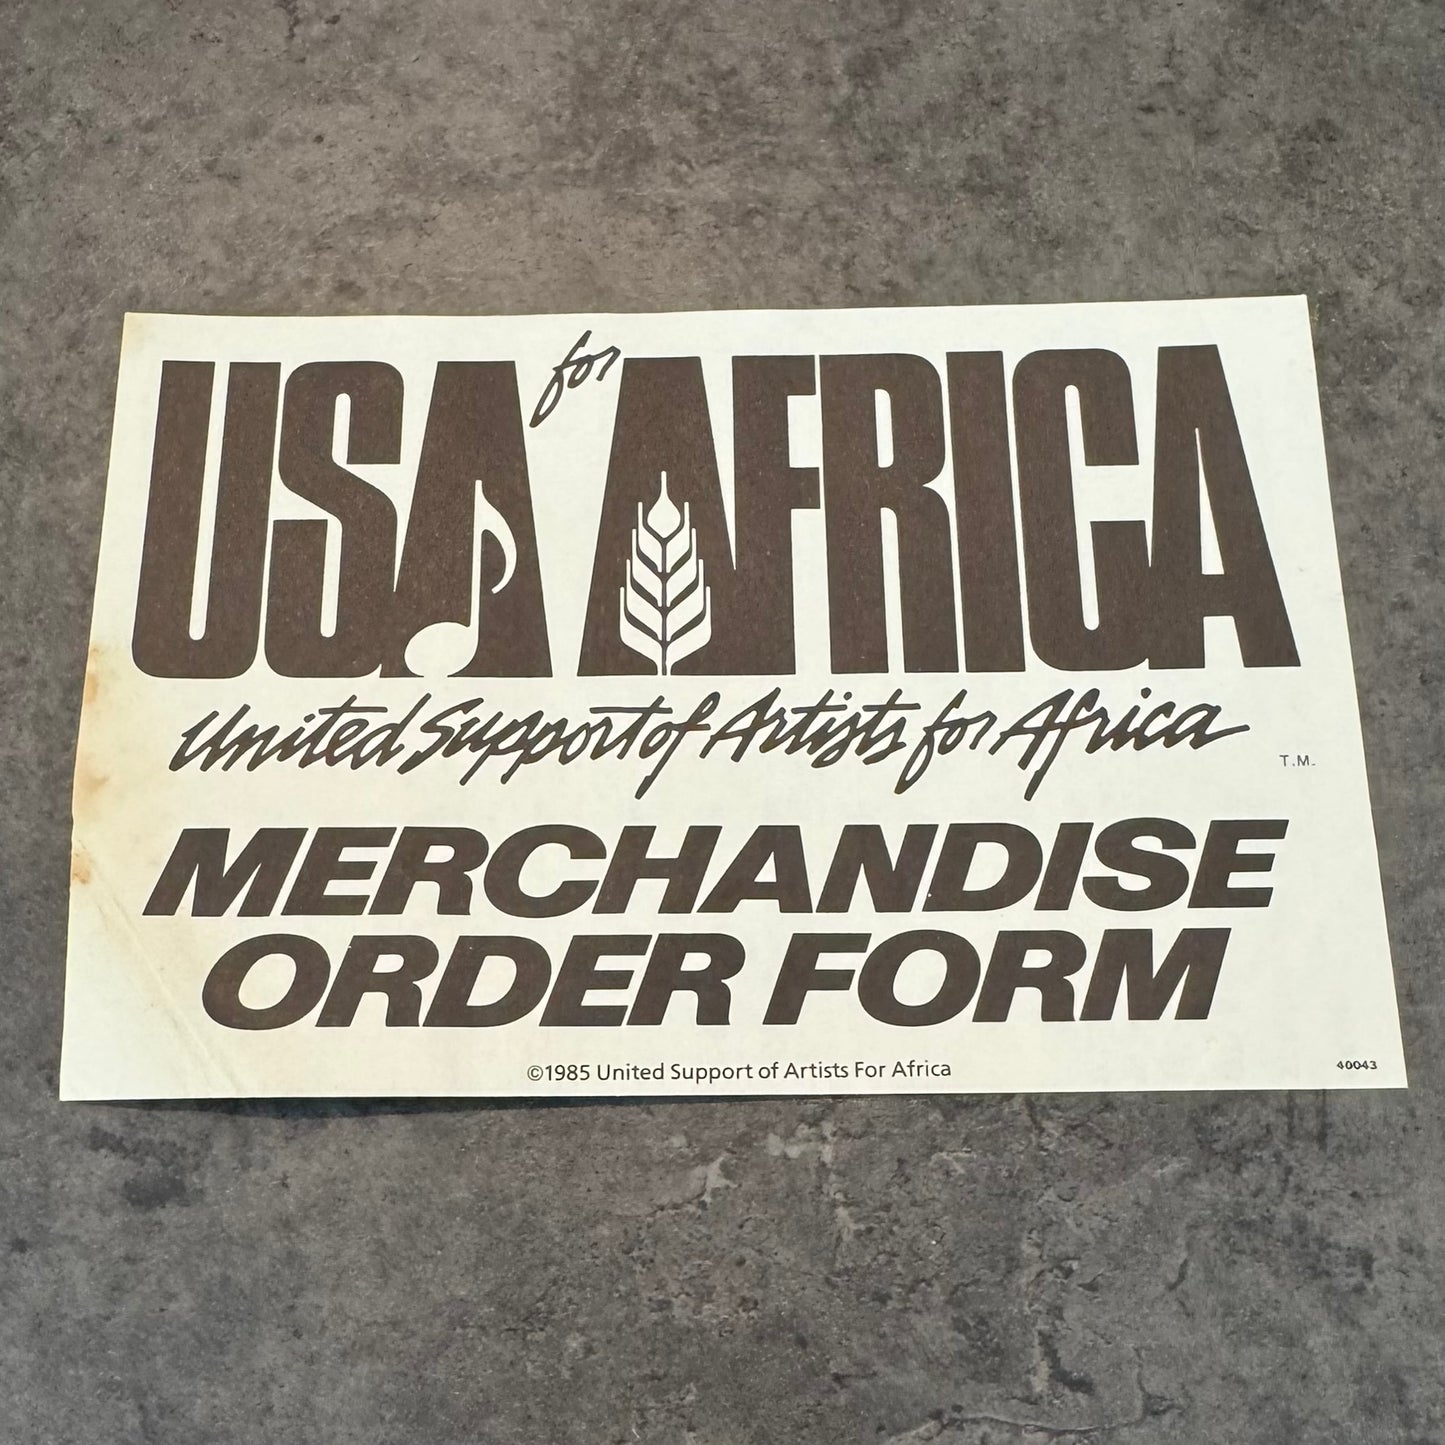 USA for AFRICA
United Support of Artists for Africa
T.M.
MERCHANDISE
ORDER FORM
©1985 United Support of Artists For Africa
40043